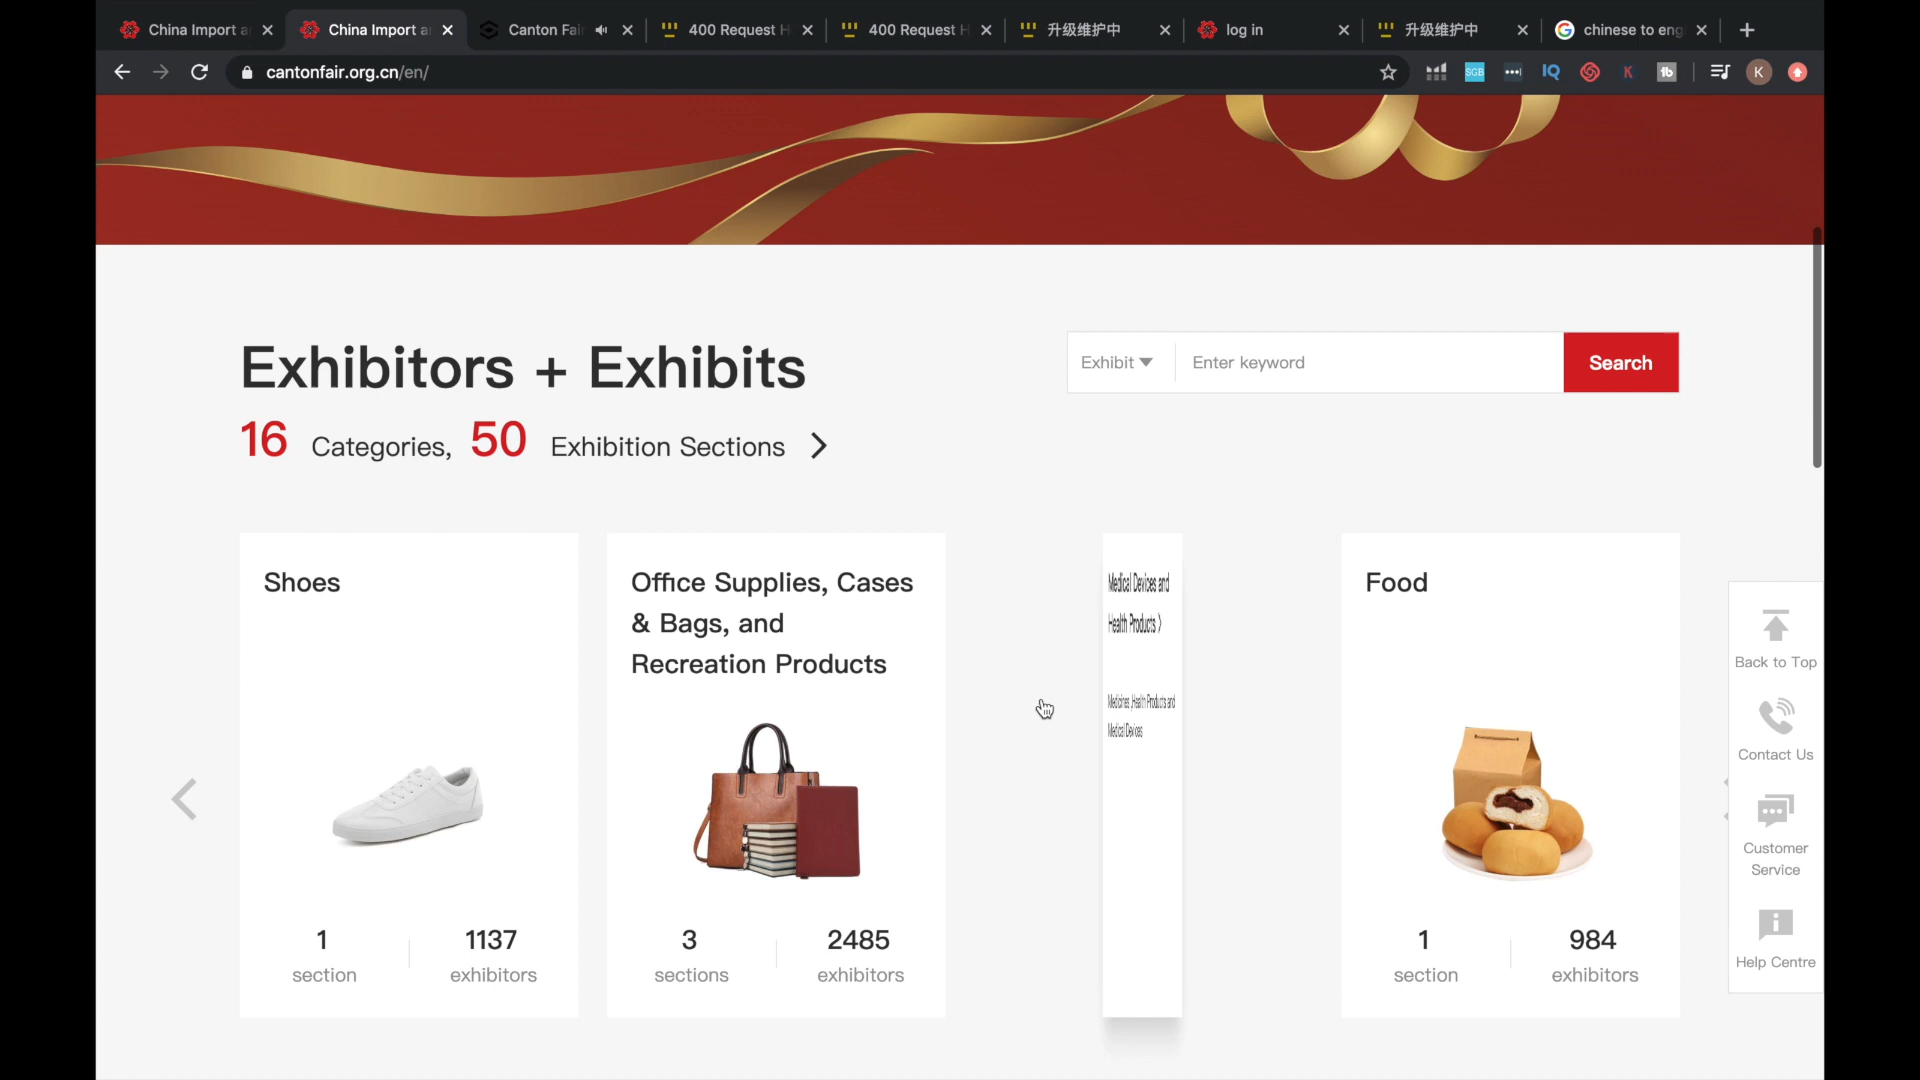 China Import a
China Import a
Canton Fai
400 Request H
400 Request H
升级维护中
log in
升级维护中
chinese to eng
cantonfair.org.cn/en/
SGB
IQ
K
tb
K
Exhibitors + Exhibits
Exhibit
Enter keyword
Search
16 Categories, 50 Exhibition Sections
Shoes
1
section
1137
exhibitors
Office Supplies, Cases
& Bags, and
Recreation Products
3
sections
2485
exhibitors
Medical Devices and
Health Products
Medicines ,Health Products and
Medical Devices
Food
1
section
984
exhibitors
Back to Top
Contact Us
Customer
Service
Help Centre